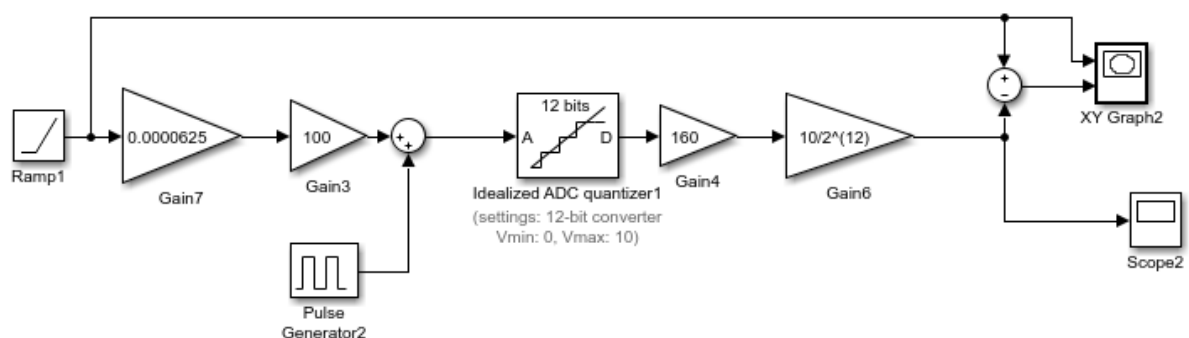 Ramp1
0.0000625
Gain7
100
Gain3
+
+
Pulse
Generator2
12 bits
A
D
Idealized ADC quantizer1
(settings: 12-bit converter
Vmin: 0, Vmax: 10)
160
Gain4
10/2^(12)
Gain6
+
−
XY Graph2
Scope2